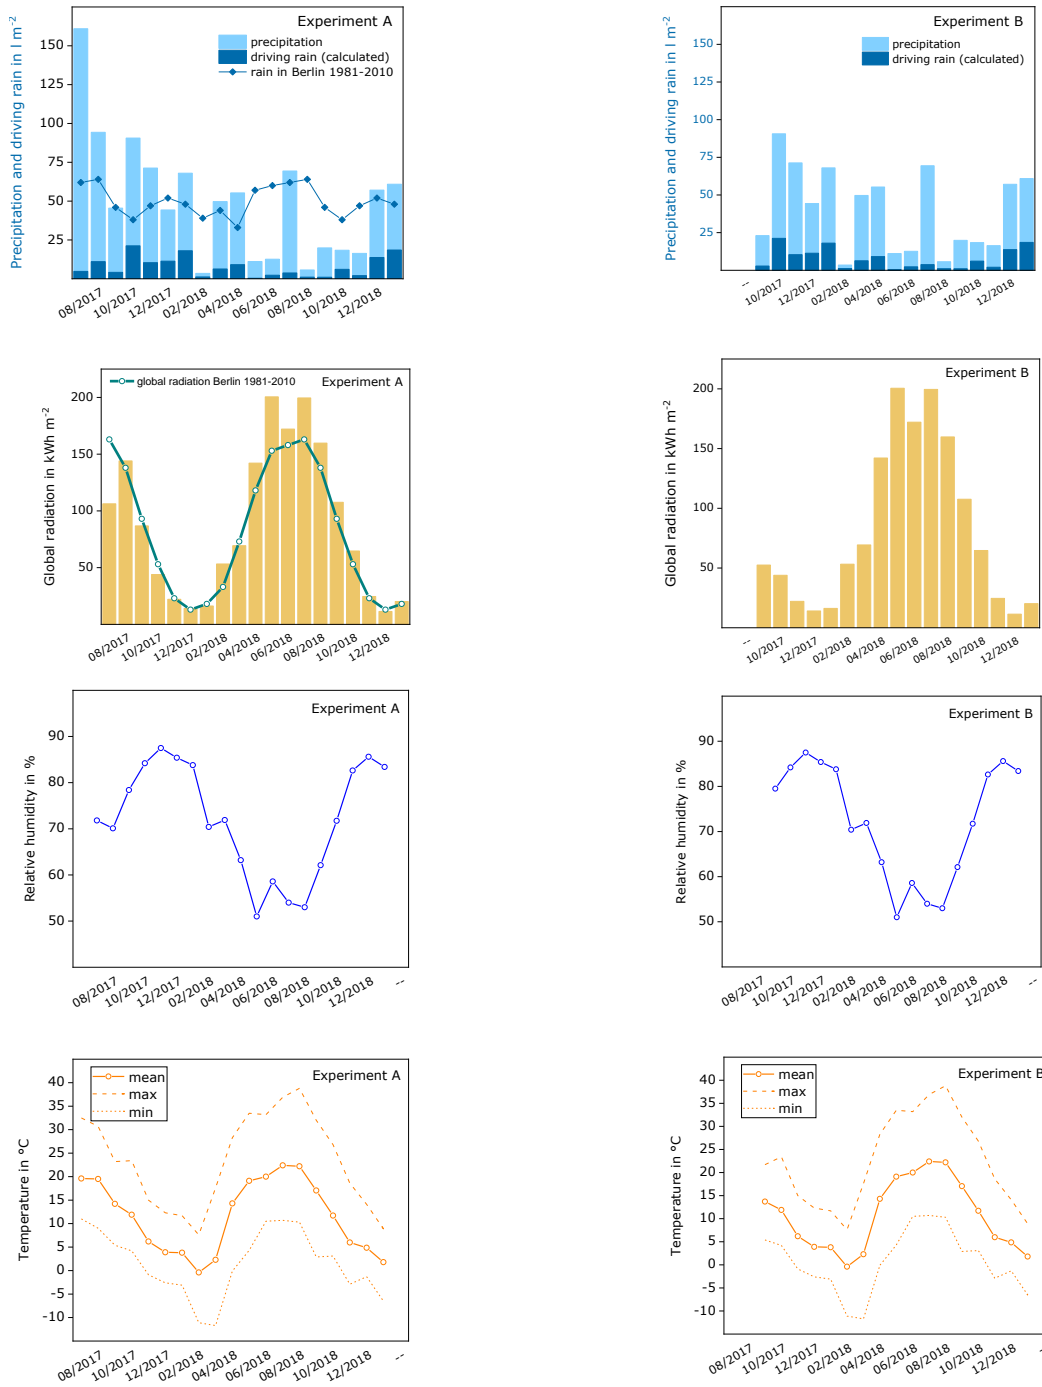 Experiment A
precipitation
driving rain (calculated)
rain in Berlin 1981-2010
Precipitation and driving rain in l m-2
150
125
100
75
50
25
08/2017 10/2017 12/2017 02/2018 04/2018 06/2018 08/2018 10/2018 12/2018
Experiment B
precipitation
driving rain (calculated)
Precipitation and driving rain in l m-2
150
125
100
75
50
25
-- 10/2017 12/2017 02/2018 04/2018 06/2018 08/2018 10/2018 12/2018
global radiation Berlin 1981-2010 Experiment A
Global radiation in kWh m-2
200
150
100
50
08/2017 10/2017 12/2017 02/2018 04/2018 06/2018 08/2018 10/2018 12/2018
Experiment B
Global radiation in kWh m-2
200
150
100
50
-- 10/2017 12/2017 02/2018 04/2018 06/2018 08/2018 10/2018 12/2018
Experiment A
Relative humidity in %
90
80
70
60
50
08/2017 10/2017 12/2017 02/2018 04/2018 06/2018 08/2018 10/2018 12/2018 --
Experiment B
Relative humidity in %
90
80
70
60
50
08/2017 10/2017 12/2017 02/2018 04/2018 06/2018 08/2018 10/2018 12/2018 --
Experiment A
mean
max
min
Temperature in °C
40
35
30
25
20
15
10
5
0
-5
-10
08/2017 10/2017 12/2017 02/2018 04/2018 06/2018 08/2018 10/2018 12/2018 --
Experiment B
mean
max
min
Temperature in °C
40
35
30
25
20
15
10
5
0
-5
-10
08/2017 10/2017 12/2017 02/2018 04/2018 06/2018 08/2018 10/2018 12/2018 -